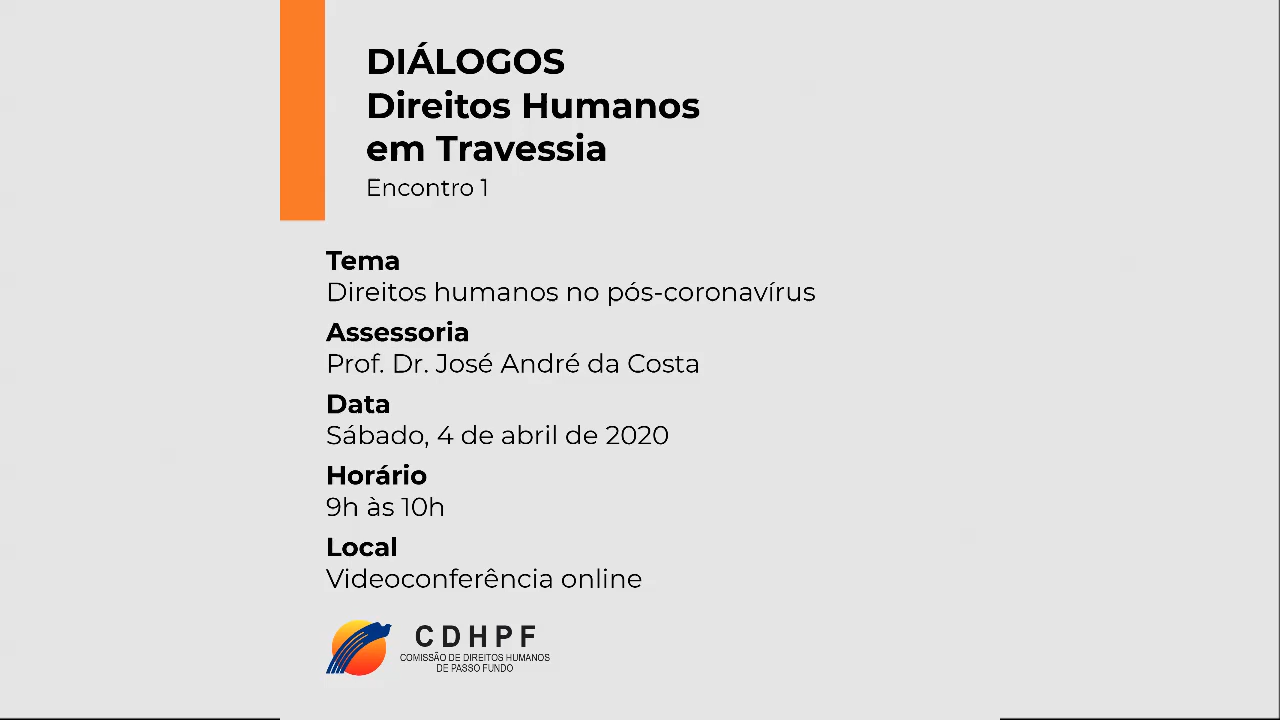 DIÁLOGOS
Direitos Humanos
em Travessia
Encontro 1
Tema
Direitos humanos no pós-coronavírus
Assessoria
Prof. Dr. José André da Costa
Data
Sábado, 4 de abril de 2020
Horário
9h às 10h
Local
Videoconferência online
CDHPF
COMISSÃO DE DIREITOS HUMANOS
DE PASSO FUNDO